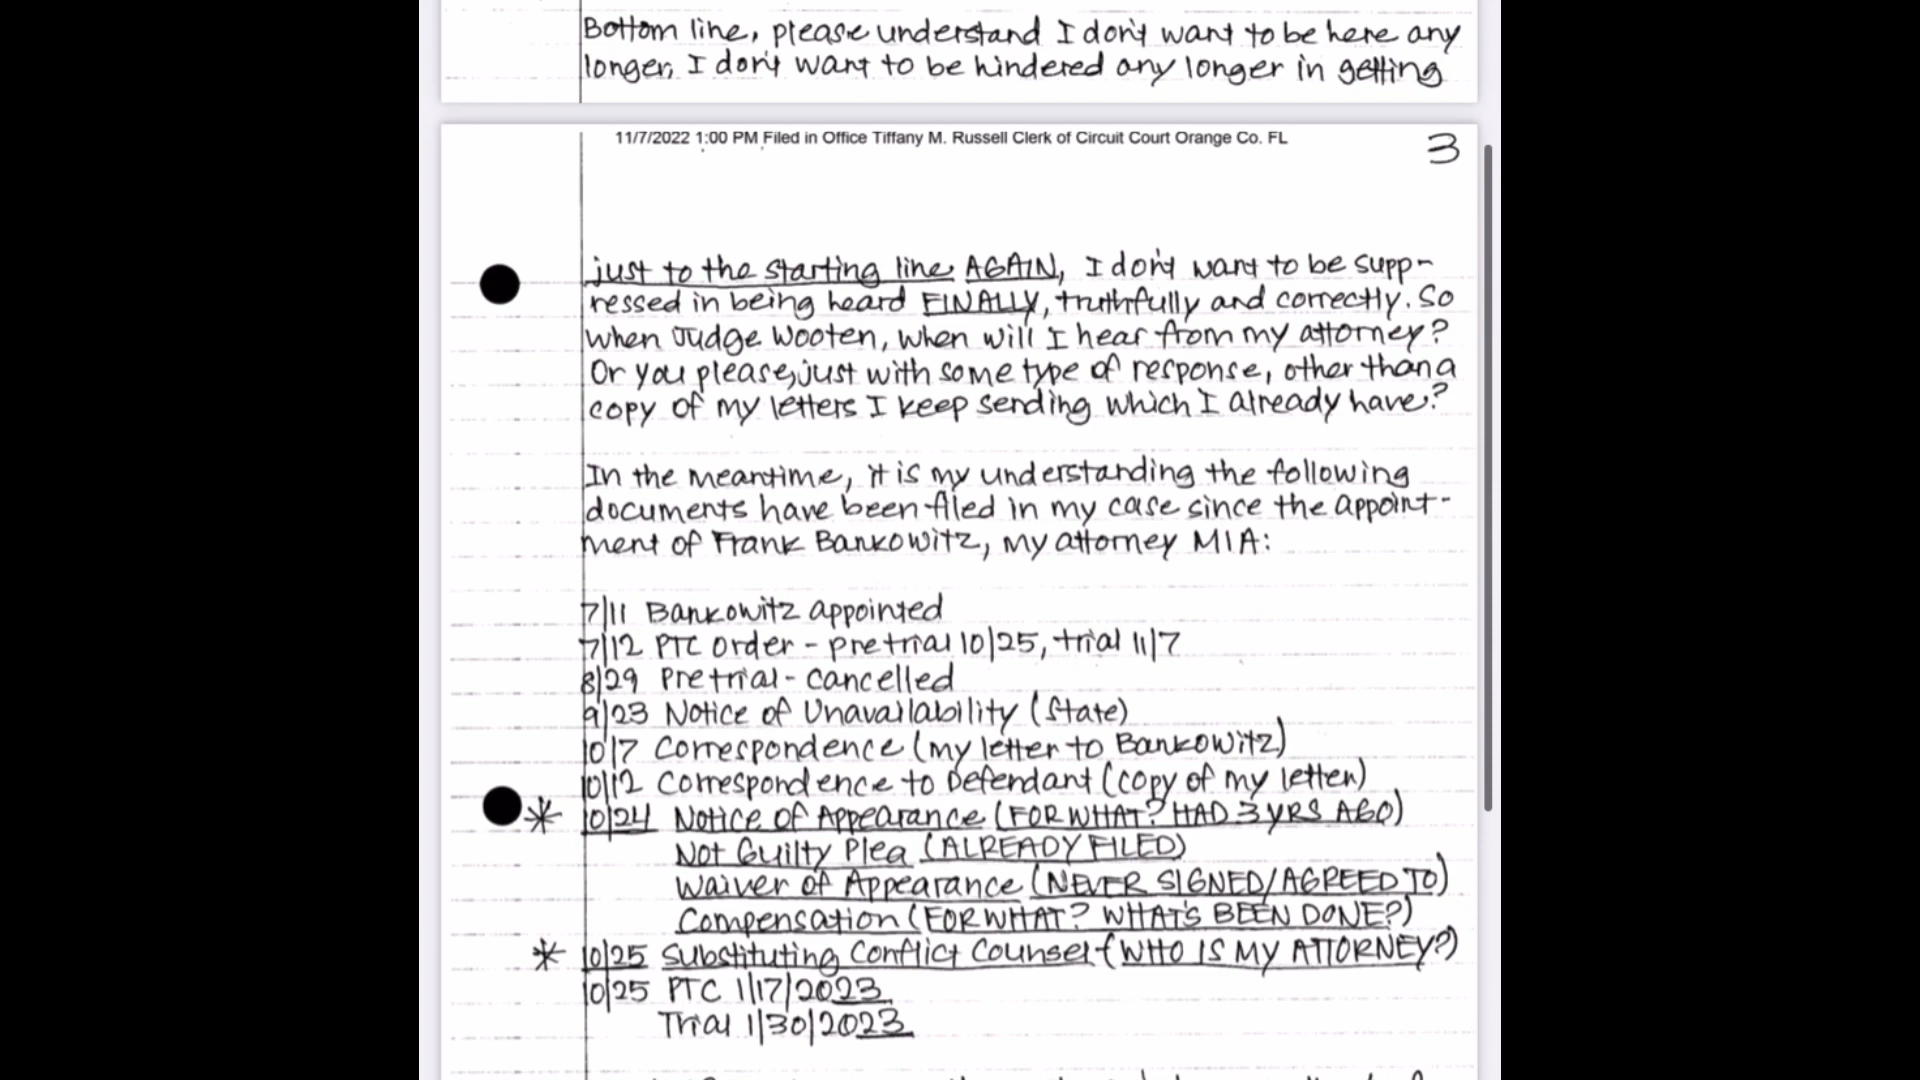 Bottom line, please understand I don't want to be here any
longer, I don't want to be hindered any longer in getting
11/7/2022 1:00 PM Filed in Office Tiffany M. Russell Clerk of Circuit Court Orange Co. FL
3
just to the starting line AGAIN, I don't want to be supp-
ressed in being heard FINALLY, truthfully and correctly. So
when Judge Wooten, when will I hear from my attorney?
Or you please, just with some type of response, other than a
copy of my letters I keep sending which I already have?
In the meantime, it is my understanding the following
documents have been filed in my case since the appoint-
ment of Frank Bankowitz, my attorney MIA:
7/11 Bankowitz appointed
7/12 PTC Order - pretrial 10/25, trial 11/7
8/29 Pretrial - Cancelled
9/23 Notice of Unavailability (State)
10/7 Correspondence (my letter to Bankowitz)
10/12 Correspondence to Defendant (copy of my letter)
* 10/24 Notice of Appearance (FOR WHAT? HAD 3 YRS AGO)
Not Guilty Plea (ALREADY FILED)
Waiver of Appearance (NEVER SIGNED/AGREED TO)
Compensation (FOR WHAT? WHAT'S BEEN DONE?)
* 10/25 Substituting Conflict Counsel (WHO IS MY ATTORNEY?)
10/25 PTC 1/17/2023
Trial 1/30/2023